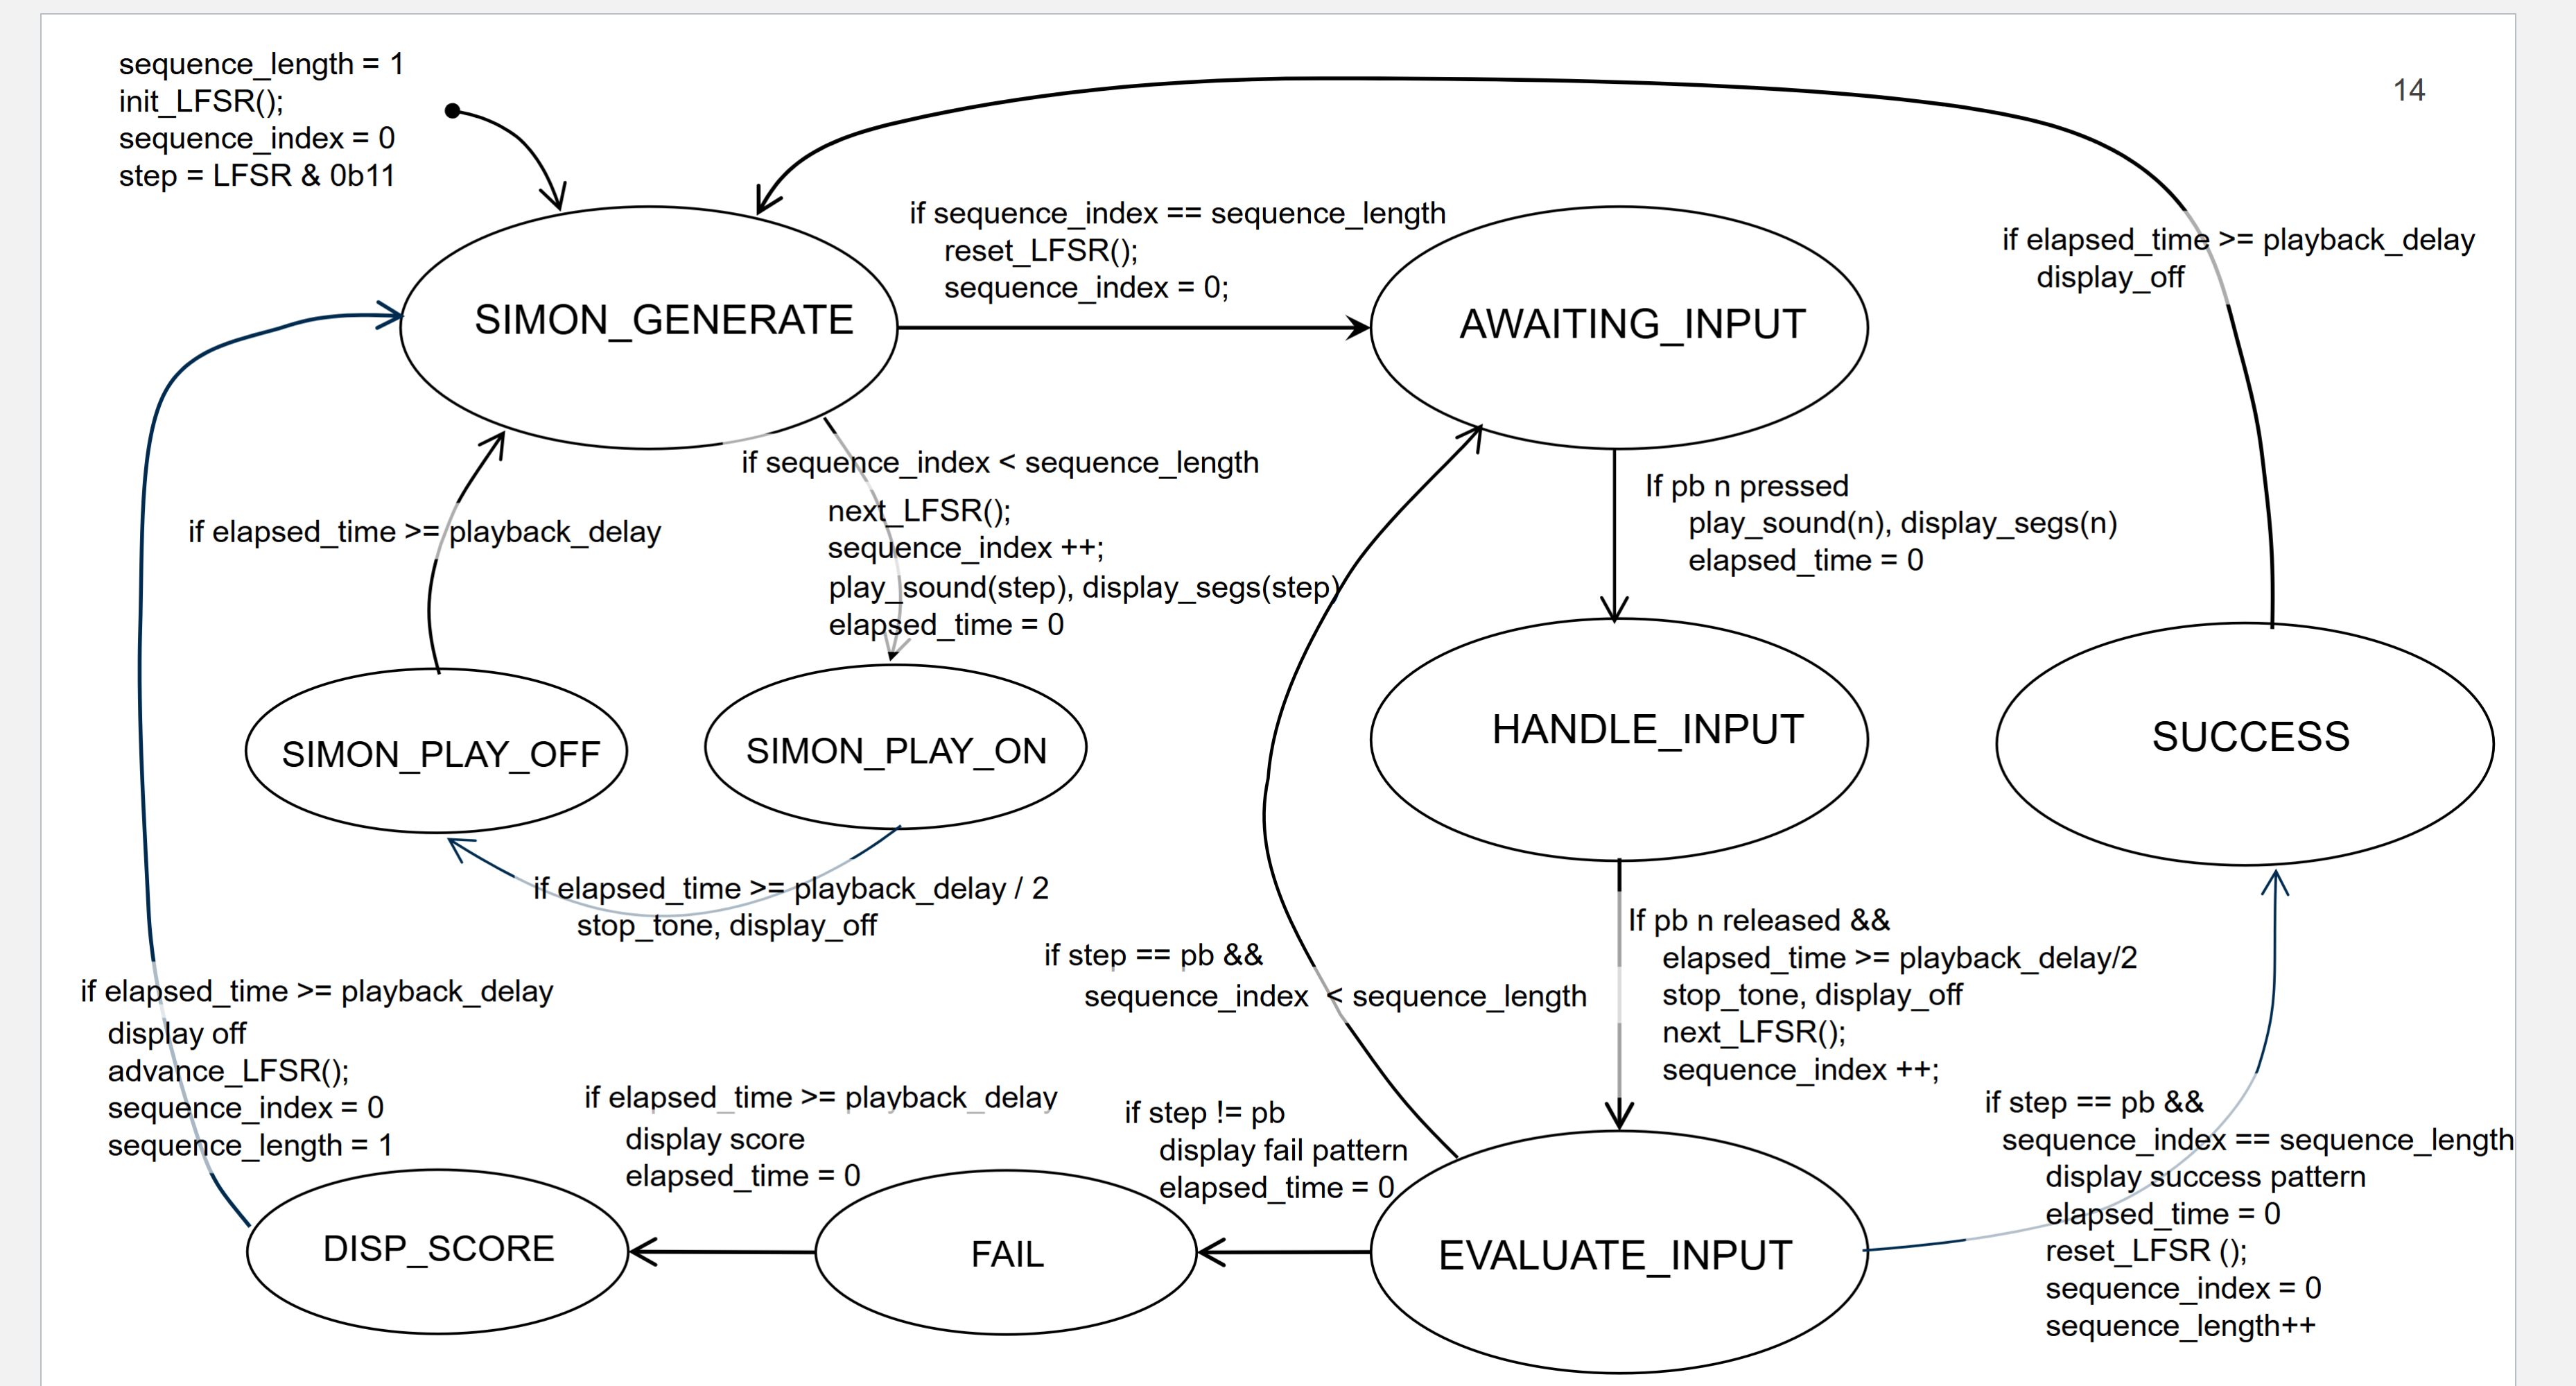 14
sequence_length = 1
init_LFSR();
sequence_index = 0
step = LFSR & 0b11
if sequence_index == sequence_length
reset_LFSR();
sequence_index = 0;
if elapsed_time >= playback_delay
display_off
SIMON_GENERATE
AWAITING_INPUT
if sequence_index < sequence_length
next_LFSR();
sequence_index ++;
play_sound(step), display_segs(step)
elapsed_time = 0
If pb n pressed
play_sound(n), display_segs(n)
elapsed_time = 0
if elapsed_time >= playback_delay
SIMON_PLAY_OFF
SIMON_PLAY_ON
HANDLE_INPUT
SUCCESS
if elapsed_time >= playback_delay / 2
stop_tone, display_off
If pb n released &&
elapsed_time >= playback_delay/2
stop_tone, display_off
next_LFSR();
sequence_index ++;
if step == pb &&
sequence_index < sequence_length
if elapsed_time >= playback_delay
display off
advance_LFSR();
sequence_index = 0
sequence_length = 1
if elapsed_time >= playback_delay
display score
elapsed_time = 0
if step != pb
display fail pattern
elapsed_time = 0
if step == pb &&
sequence_index == sequence_length
display success pattern
elapsed_time = 0
reset_LFSR ();
sequence_index = 0
sequence_length++
DISP_SCORE
FAIL
EVALUATE_INPUT